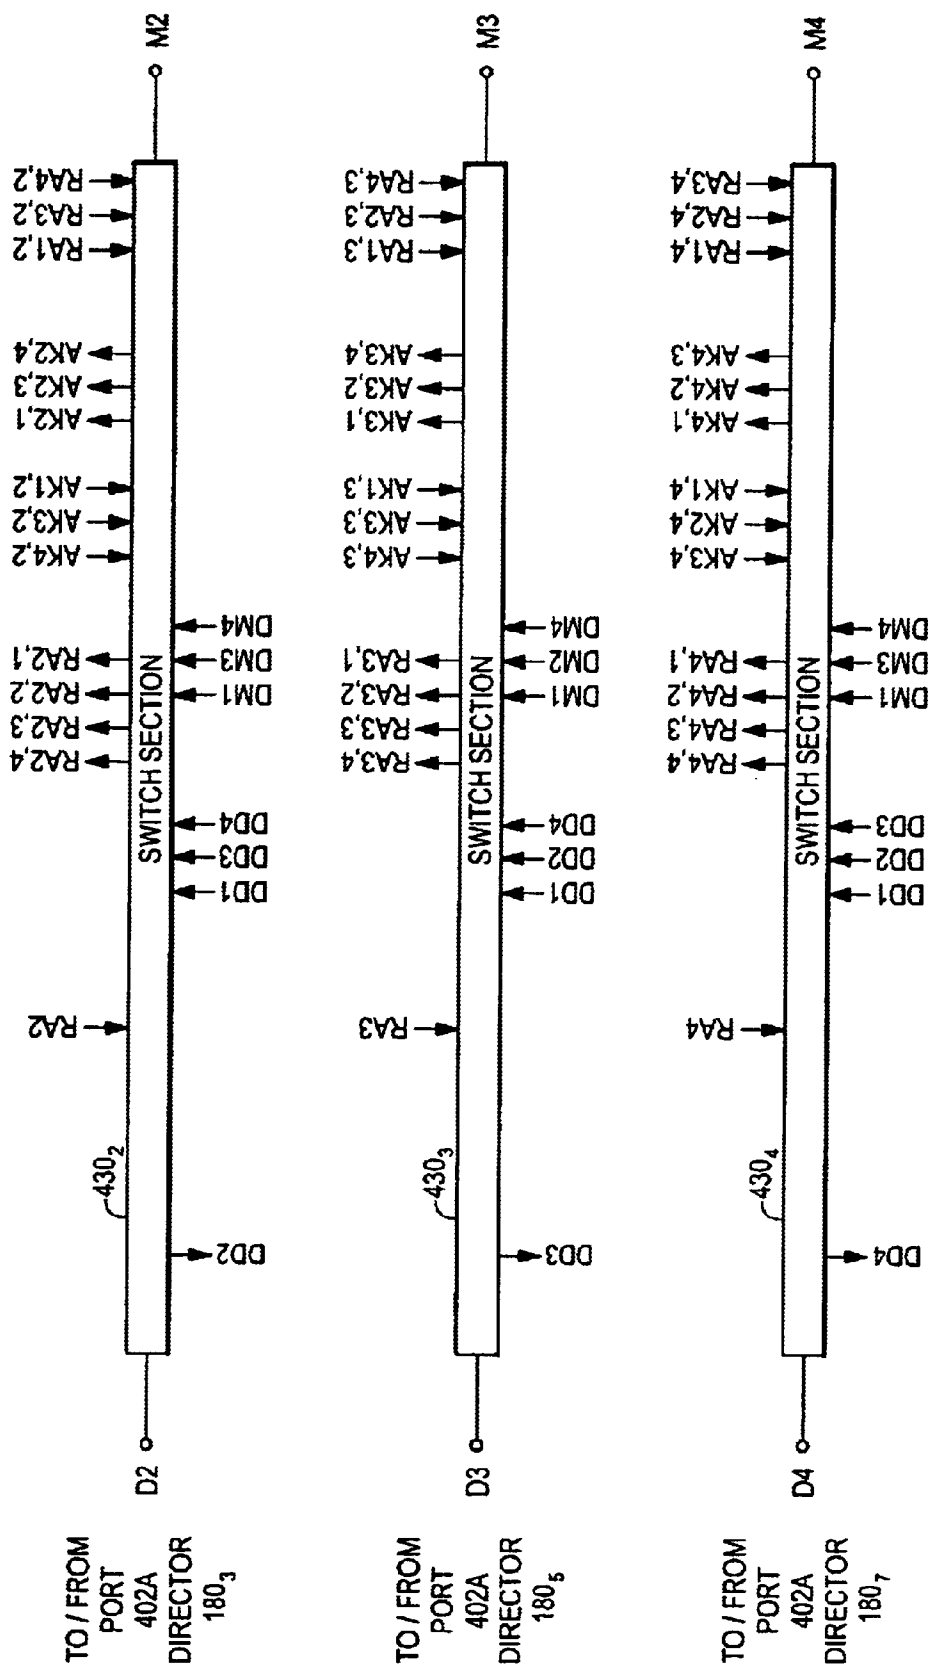 TO / FROM
PORT
402A
DIRECTOR
180₃
D2
DD2
430₂
RA2
DD1
DD3
DD4
SWITCH SECTION
RA2,4
RA2,3
RA2,2
RA2,1
DM1
DM3
DM4
AK4,2
AK3,2
AK1,2
AK2,1
AK2,3
AK2,4
RA1,2
RA3,2
RA4,2
M2
TO / FROM
PORT
402A
DIRECTOR
180₅
D3
DD3
430₃
RA3
DD1
DD2
DD4
SWITCH SECTION
RA3,4
RA3,3
RA3,2
RA3,1
DM1
DM2
DM4
AK4,3
AK3,3
AK1,3
AK3,1
AK3,2
AK3,4
RA1,3
RA2,3
RA4,3
M3
TO / FROM
PORT
402A
DIRECTOR
180₇
D4
DD4
430₄
RA4
DD1
DD2
DD3
SWITCH SECTION
RA4,4
RA4,3
RA4,2
RA4,1
DM1
DM3
DM4
AK3,4
AK2,4
AK1,4
AK4,1
AK4,2
AK4,3
RA1,4
RA2,4
RA3,4
M4